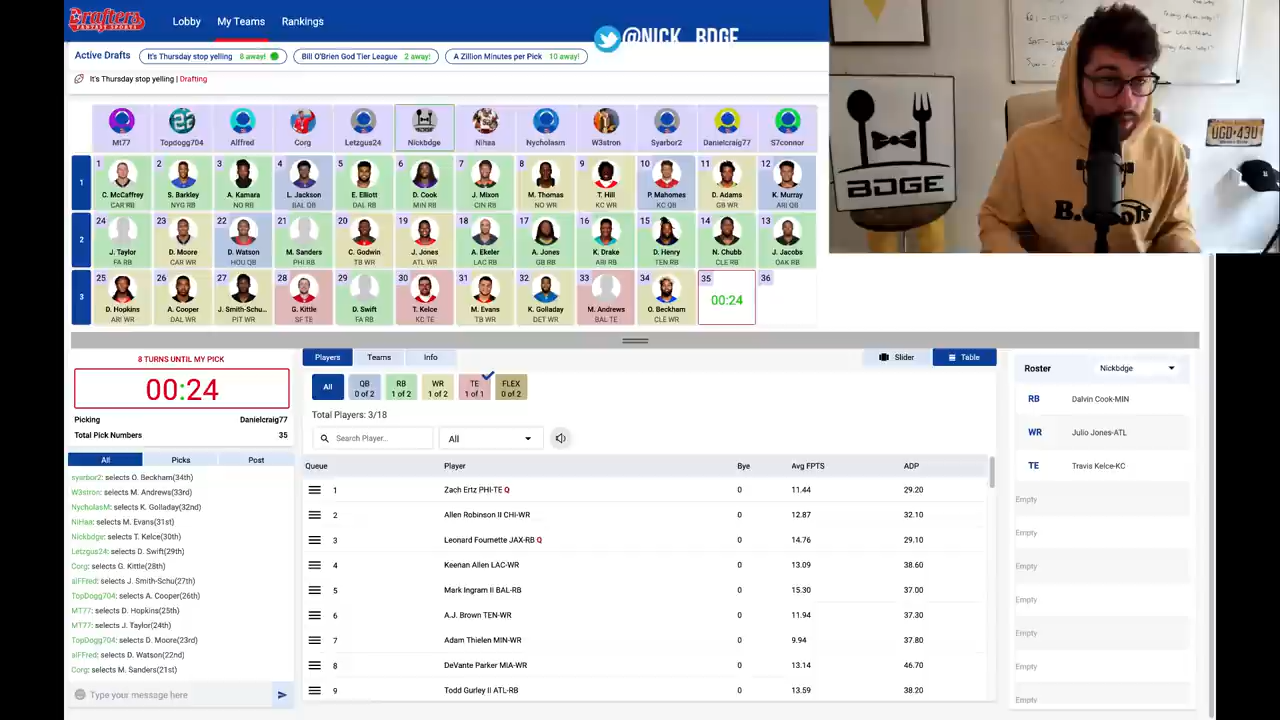 Drafters
FANTASY SPORTS
Lobby
My Teams
Rankings
@NICK_BDGE
Active Drafts
It's Thursday stop yelling 8 away!
Bill O'Brien God Tier League 2 away!
A Zillion Minutes per Pick 10 away!
It's Thursday stop yelling | Drafting
Mt77
Topdogg704
Alffred
Corg
Letzgus24
Nickbdge
Nihaa
Nycholasm
W3stron
Syarbor2
Danielcraig77
S7connor
1
1
C. McCaffrey
CAR RB
2
S. Barkley
NYG RB
3
A. Kamara
NO RB
4
L. Jackson
BAL QB
5
E. Elliott
DAL RB
6
D. Cook
MIN RB
7
J. Mixon
CIN RB
8
M. Thomas
NO WR
9
T. Hill
KC WR
10
P. Mahomes
KC QB
11
D. Adams
GB WR
12
K. Murray
ARI QB
2
24
J. Taylor
FA RB
23
D. Moore
CAR WR
22
D. Watson
HOU QB
21
M. Sanders
PHI RB
20
C. Godwin
TB WR
19
J. Jones
ATL WR
18
A. Ekeler
LAC RB
17
A. Jones
GB RB
16
K. Drake
ARI RB
15
D. Henry
TEN RB
14
N. Chubb
CLE RB
13
J. Jacobs
OAK RB
3
25
D. Hopkins
ARI WR
26
A. Cooper
DAL WR
27
J. Smith-Schu...
PIT WR
28
G. Kittle
SF TE
29
D. Swift
FA RB
30
T. Kelce
KC TE
31
M. Evans
TB WR
32
K. Golladay
DET WR
33
M. Andrews
BAL TE
34
O. Beckham
CLE WR
35
00:24
36
BDGE
UGD·43U
8 TURNS UNTIL MY PICK
00:24
Picking Danielcraig77
Total Pick Numbers 35
All Picks Post
syarbor2: selects O. Beckham(34th)
W3stron: selects M. Andrews(33rd)
NycholasM: selects K. Golladay(32nd)
NiHaa: selects M. Evans(31st)
Nickbdge: selects T. Kelce(30th)
Letzgus24: selects D. Swift(29th)
Corg: selects G. Kittle(28th)
alFFred: selects J. Smith-Schu(27th)
TopDogg704: selects A. Cooper(26th)
MT77: selects D. Hopkins(25th)
MT77: selects J. Taylor(24th)
TopDogg704: selects D. Moore(23rd)
alFFred: selects D. Watson(22nd)
Corg: selects M. Sanders(21st)
Type your message here
Players Teams Info
Slider Table
All
QB
0 of 2
RB
1 of 2
WR
1 of 2
TE
1 of 1
FLEX
0 of 2
Total Players: 3/18
Search Player...
All
Queue Player Bye Avg FPTS ADP
1 Zach Ertz PHI-TE Q 0 11.44 29.20
2 Allen Robinson II CHI-WR 0 12.87 32.10
3 Leonard Fournette JAX-RB Q 0 14.76 29.10
4 Keenan Allen LAC-WR 0 13.09 38.60
5 Mark Ingram II BAL-RB 0 15.30 37.00
6 A.J. Brown TEN-WR 0 11.94 37.30
7 Adam Thielen MIN-WR 0 9.94 37.80
8 DeVante Parker MIA-WR 0 13.14 46.70
9 Todd Gurley II ATL-RB 0 13.59 38.20
Roster Nickbdge
RB Dalvin Cook-MIN
WR Julio Jones-ATL
TE Travis Kelce-KC
Empty
Empty
Empty
Empty
Empty
Empty
Empty